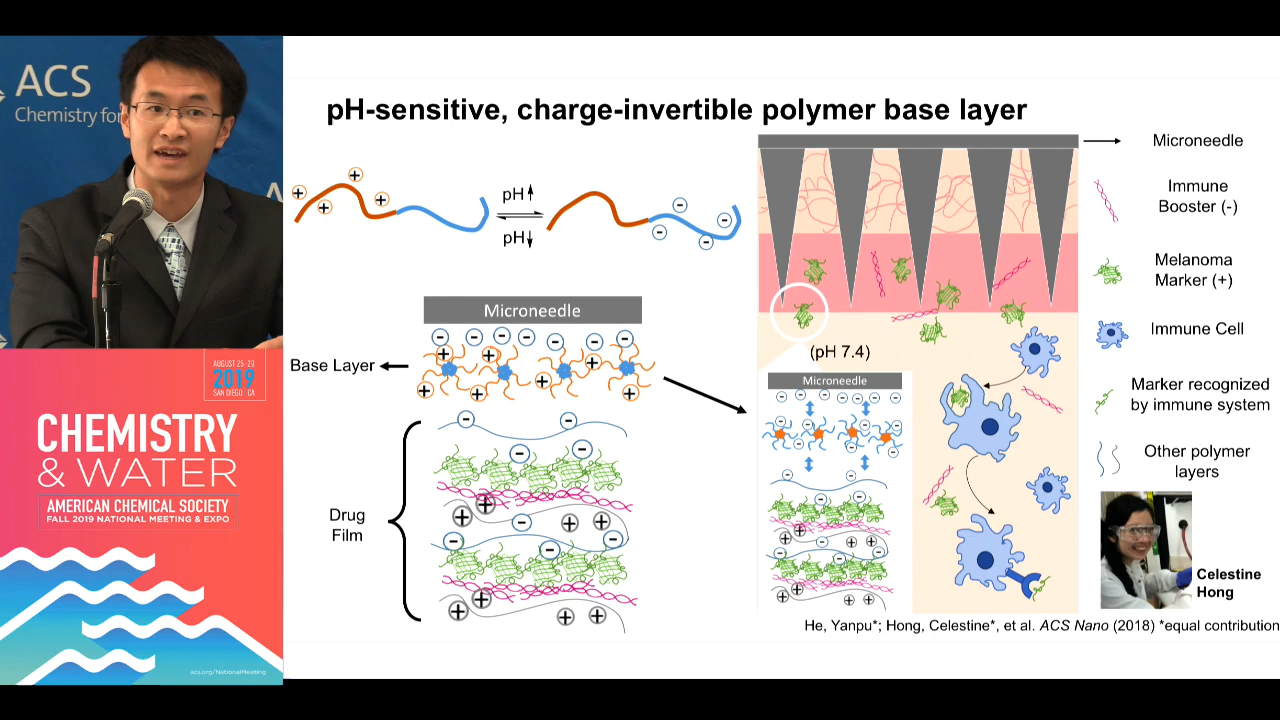 ACS
Chemistry for
A
AUGUST 25-29
2019
SAN DIEGO CA
CHEMISTRY
& WATER
AMERICAN CHEMICAL SOCIETY
FALL 2019 NATIONAL MEETING & EXPO
acs.org/NationalMeeting
pH-sensitive, charge-invertible polymer base layer
pH
pH
Microneedle
Base Layer
Drug
Film
(pH 7.4)
Microneedle
Microneedle
Immune
Booster (-)
Melanoma
Marker (+)
Immune Cell
Marker recognized
by immune system
Other polymer
layers
Celestine
Hong
He, Yanpu*; Hong, Celestine*, et al. ACS Nano (2018) *equal contribution